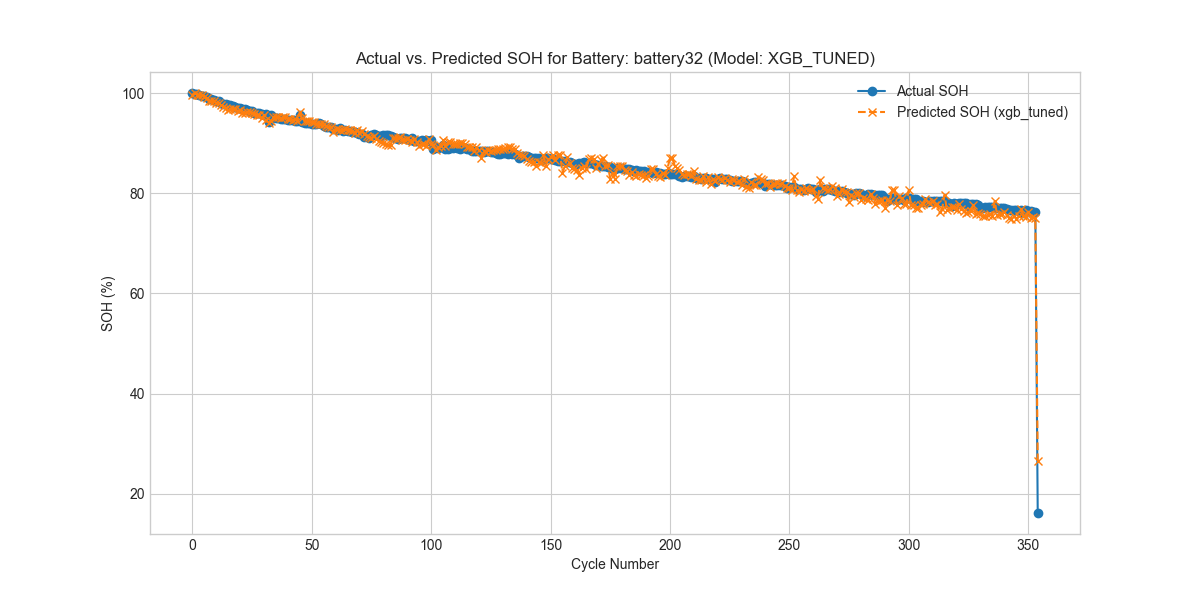 Actual vs. Predicted SOH for Battery: battery32 (Model: XGB_TUNED)
Actual SOH
Predicted SOH (xgb_tuned)
SOH (%)
100
80
60
40
20
0 50 100 150 200 250 300 350
Cycle Number